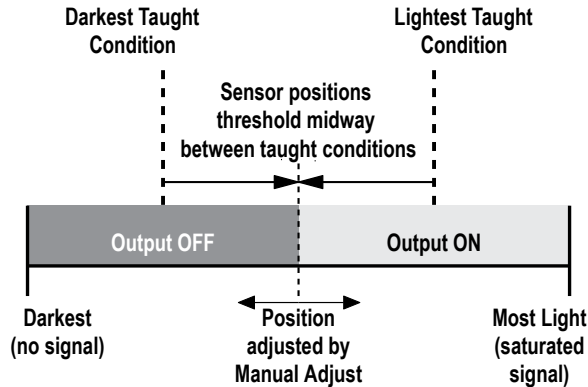 Darkest Taught
Condition
Lightest Taught
Condition
Sensor positions
threshold midway
between taught conditions
Output OFF
Output ON
Darkest
(no signal)
Position
adjusted by
Manual Adjust
Most Light
(saturated
signal)